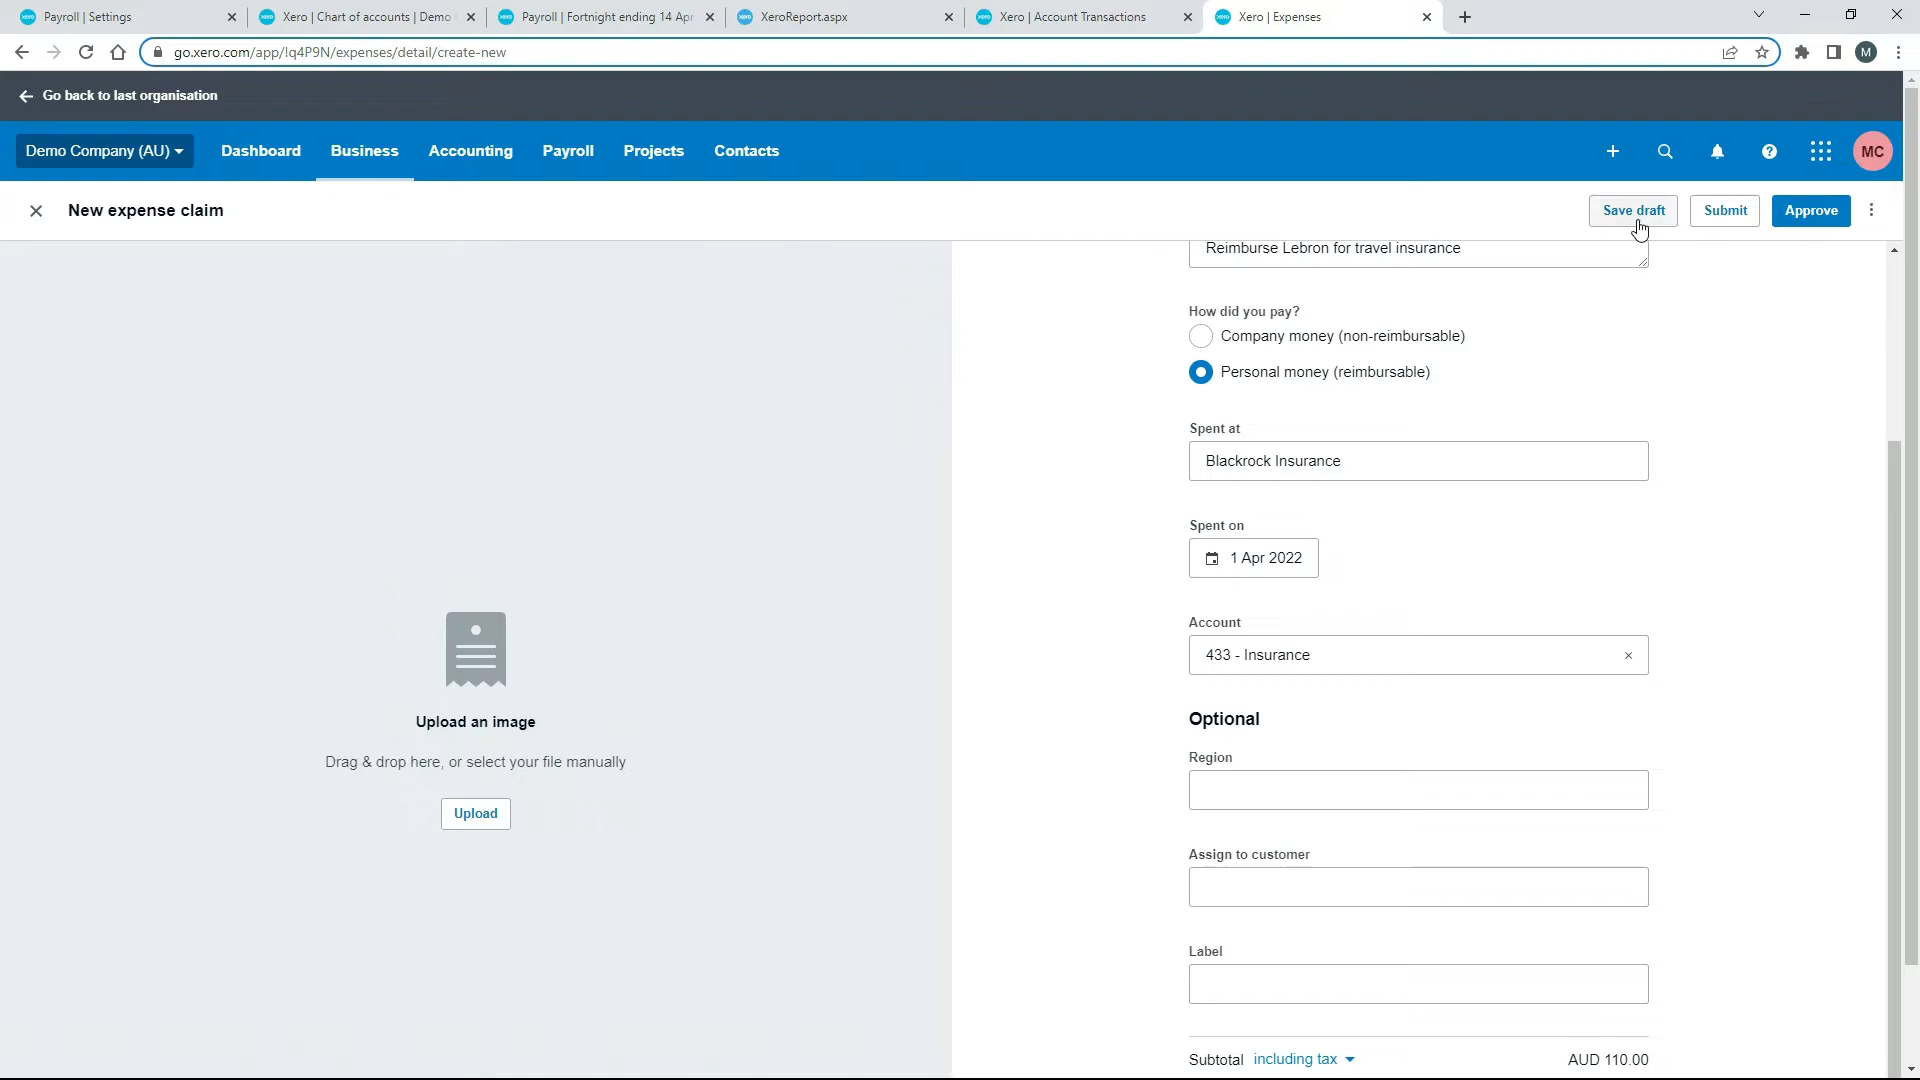 Payroll | Settings
Xero | Chart of accounts | Demo
Payroll | Fortnight ending 14 Apr
XeroReport.aspx
Xero | Account Transactions
Xero | Expenses
go.xero.com/app/!q4P9N/expenses/detail/create-new
M
Go back to last organisation
Demo Company (AU)
Dashboard
Business
Accounting
Payroll
Projects
Contacts
MC
New expense claim
Save draft
Submit
Approve
Reimburse Lebron for travel insurance
How did you pay?
Company money (non-reimbursable)
Personal money (reimbursable)
Spent at
Blackrock Insurance
Spent on
1 Apr 2022
Account
433 - Insurance
Optional
Region
Assign to customer
Label
Subtotal including tax AUD 110.00
Upload an image
Drag & drop here, or select your file manually
Upload